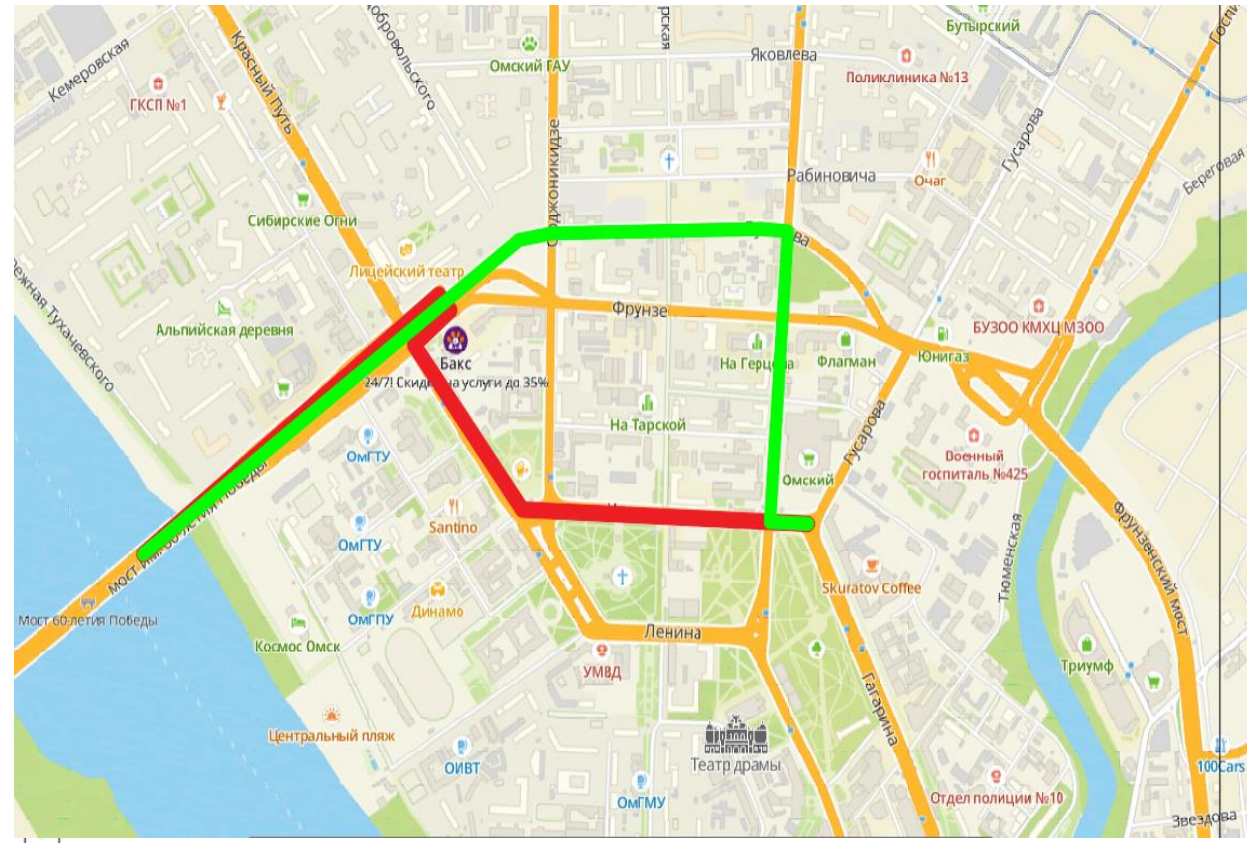 Бутырский
Кемеровская
Красный Путь
Омский ГАУ
Яковлева
Поликлиника №13
ГКСП №1
Гусарова
Рабиновича
Очаг
Береговая
Сибирские Огни
Лицейский театр
Фрунзе
БУЗОО КМХЦ МЗОО
Альпийская деревня
Юнигаз
Тухачевского
Бакс
На Герцена
Флагман
24/7! Скидки на услуги до 35%
На Тарской
Гусарова
ОмГТУ
Омский
Военный
госпиталь №425
Santino
ОмГТУ
Фрунзенский мост
Тюменская
Skuratov Coffee
ОмГПУ
Динамо
Мост 60-летия Победы
Ленина
Космос Омск
УМВД
Триумф
Гагарина
Центральный пляж
ОИВТ
Театр драмы
100Cars
ОмГМУ
Отдел полиции №10
Звездова